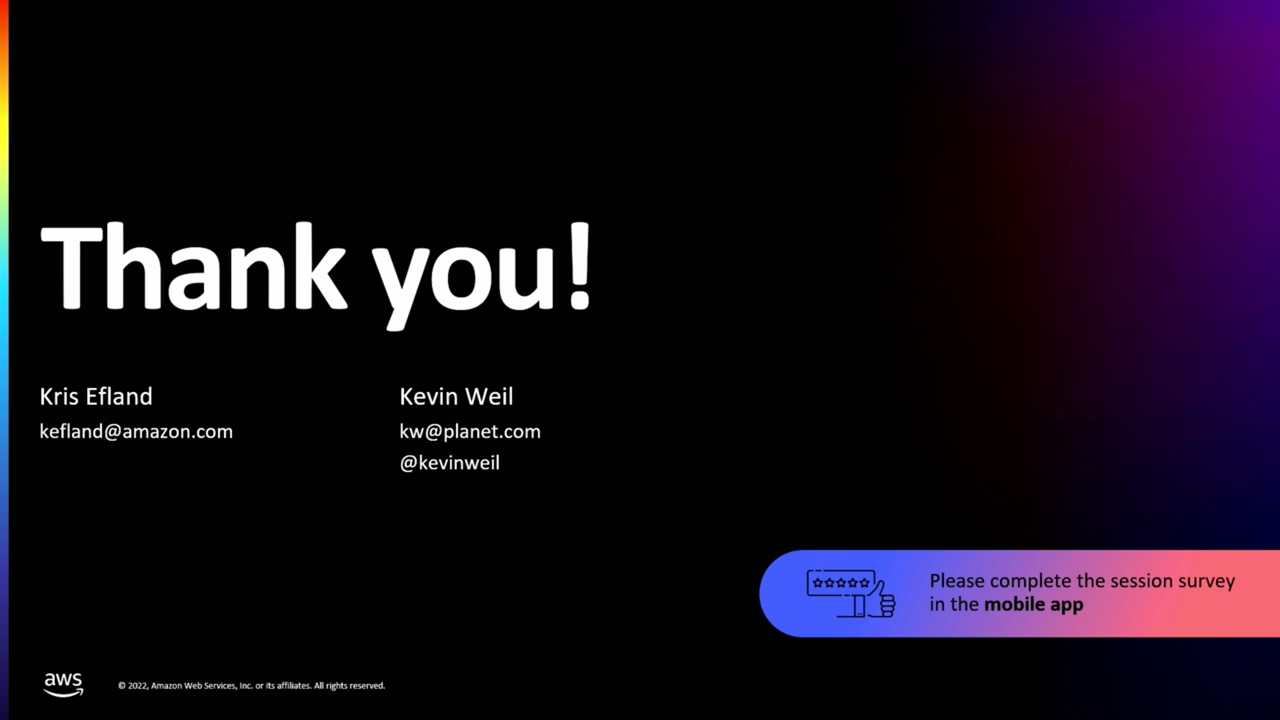 Thank you!
Kris Efland
kefland@amazon.com
Kevin Weil
kw@planet.com
@kevinweil
Please complete the session survey
in the mobile app
aws
© 2022, Amazon Web Services, Inc. or its affiliates. All rights reserved.